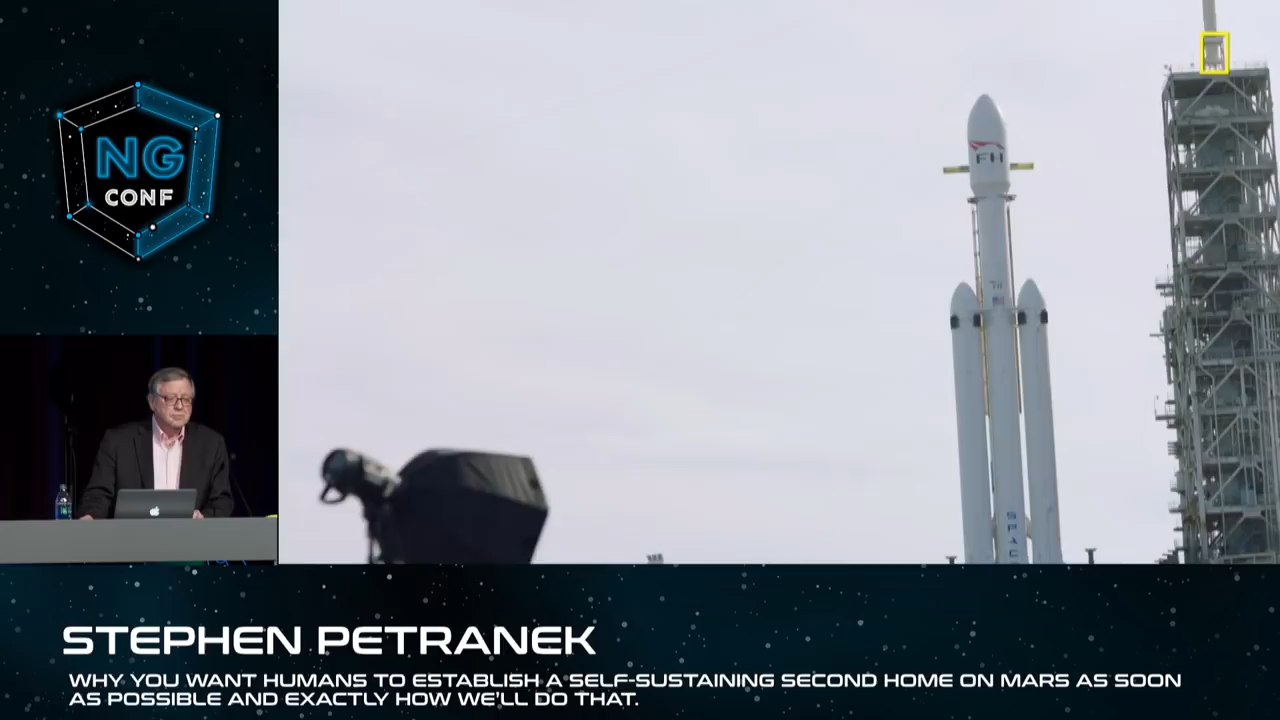 NG
CONF
FH
SPAC
STEPHEN PETRANEK
WHY YOU WANT HUMANS TO ESTABLISH A SELF-SUSTAINING SECOND HOME ON MARS AS SOON
AS POSSIBLE AND EXACTLY HOW WE'LL DO THAT.